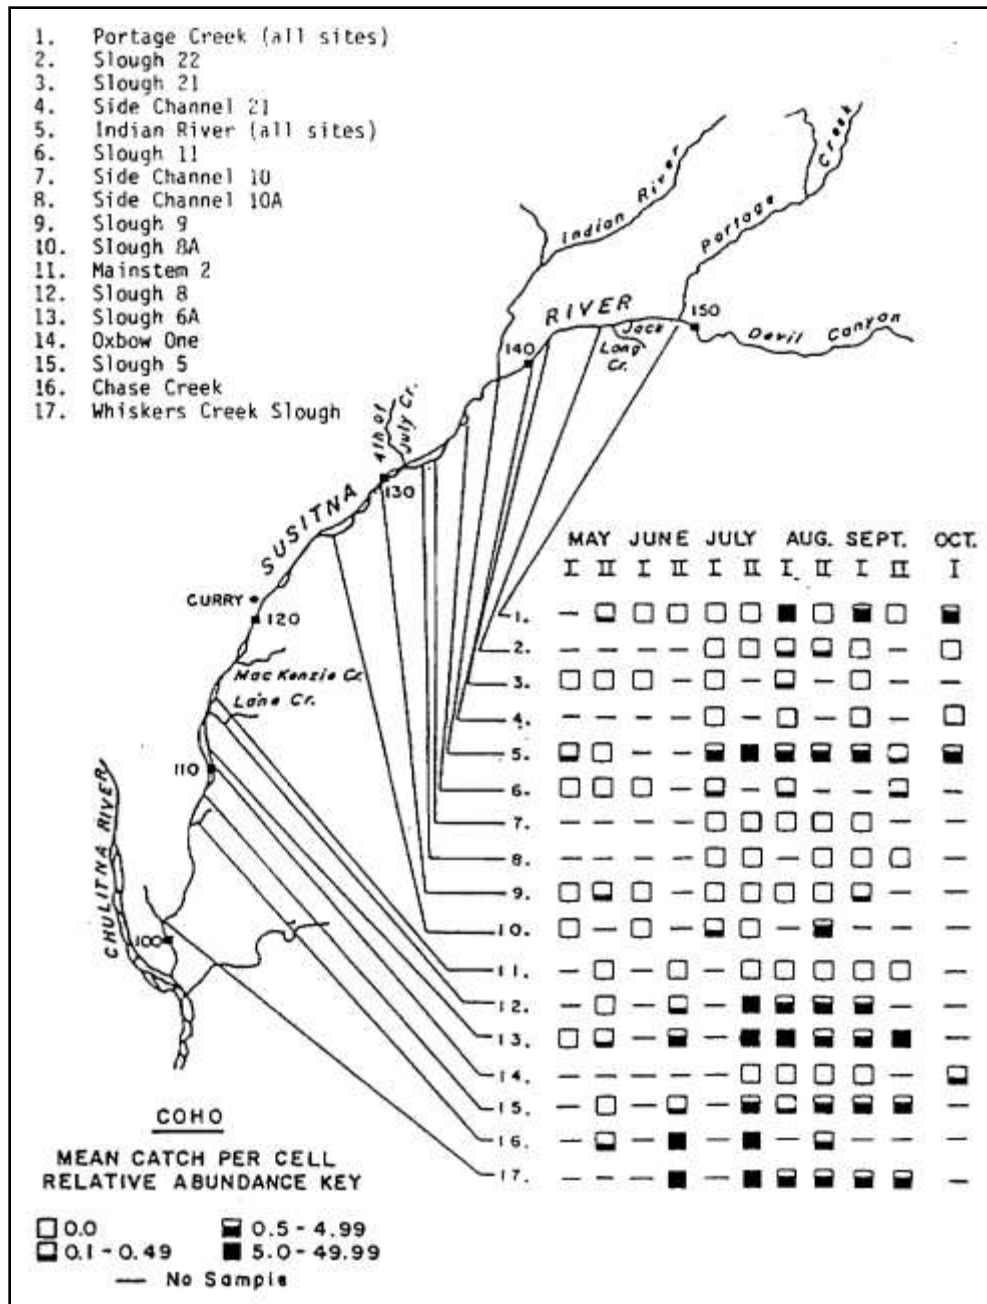 1. Portage Creek (all sites)
2. Slough 22
3. Slough 21
4. Side Channel 21
5. Indian River (all sites)
6. Slough 11
7. Side Channel 10
8. Side Channel 10A
9. Slough 9
10. Slough 8A
11. Mainstem 2
12. Slough 8
13. Slough 6A
14. Oxbow One
15. Slough 5
16. Chase Creek
17. Whiskers Creek Slough
Indian River
Portage Creek
RIVER
150
Jack
Long
Cr.
Devil Canyon
140
4th of
July Cr.
130
SUSITNA
CURRY
120
MacKenzie Cr.
Lane Cr.
110
CHULITNA RIVER
100
MAY JUNE JULY AUG. SEPT. OCT.
I II I II I II I. II I II I
1.
2.
3.
4.
5.
6.
7.
8.
9.
10.
11.
12.
13.
14.
15.
16.
17.
COHO
MEAN CATCH PER CELL
RELATIVE ABUNDANCE KEY
0.0 0.5 - 4.99
0.1 - 0.49 5.0 - 49.99
— No Sample